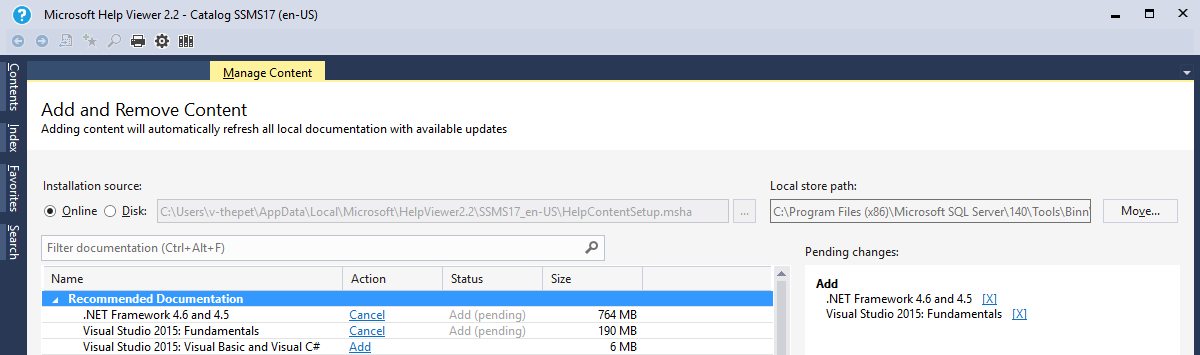 Microsoft Help Viewer 2.2 - Catalog SSMS17 (en-US)
Contents
Index
Favorites
Search
Manage Content
Add and Remove Content
Adding content will automatically refresh all local documentation with available updates
Installation source:
Online Disk: C:\Users\v-thepet\AppData\Local\Microsoft\HelpViewer2.2\SSMS17_en-US\HelpContentSetup.msha ...
Local store path:
C:\Program Files (x86)\Microsoft SQL Server\140\Tools\Binn\ Move...
Filter documentation (Ctrl+Alt+F)
Name Action Status Size
Recommended Documentation
.NET Framework 4.6 and 4.5 Cancel Add (pending) 764 MB
Visual Studio 2015: Fundamentals Cancel Add (pending) 190 MB
Visual Studio 2015: Visual Basic and Visual C# Add 6 MB
Pending changes:
Add
.NET Framework 4.6 and 4.5 [X]
Visual Studio 2015: Fundamentals [X]